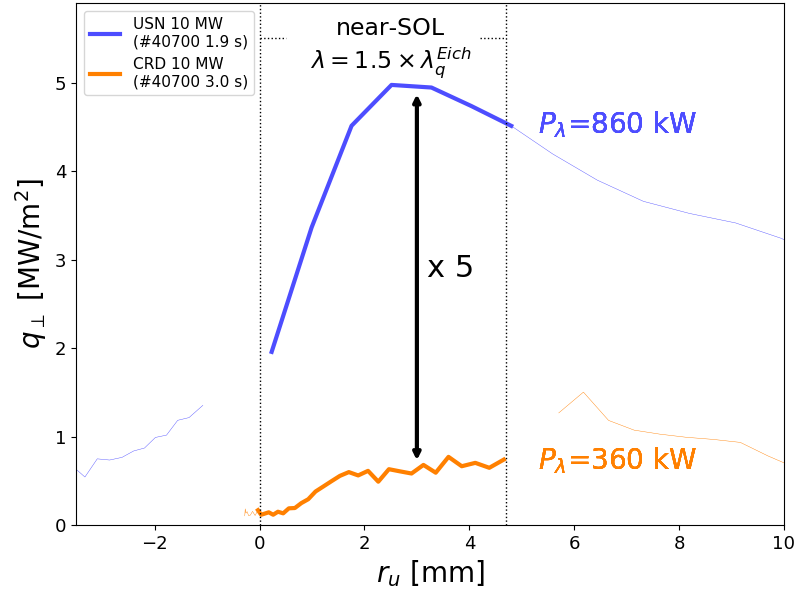 USN 10 MW
(#40700 1.9 s)
CRD 10 MW
(#40700 3.0 s)
near-SOL
λ = 1.5 × λ_q^Eich
P_λ=860 kW
x 5
P_λ=360 kW
q_⊥ [MW/m²]
5
4
3
2
1
0
−2 0 2 4 6 8 10
r_u [mm]